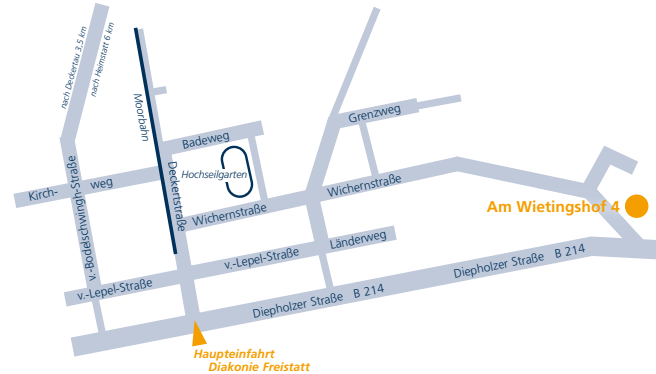 nach Deckertau 3,5 km
nach Heimstatt 6 km
Moorbahn
Badeweg
Grenzweg
Hochseilgarten
Kirch- weg
v.-Bodelschwingh-Straße
Deckertstraße
Wichernstraße
Wichernstraße
Am Wietingshof 4
v.-Lepel-Straße
Länderweg
v.-Lepel-Straße
Diepholzer Straße B 214
Diepholzer Straße B 214
Haupteinfahrt
Diakonie Freistatt